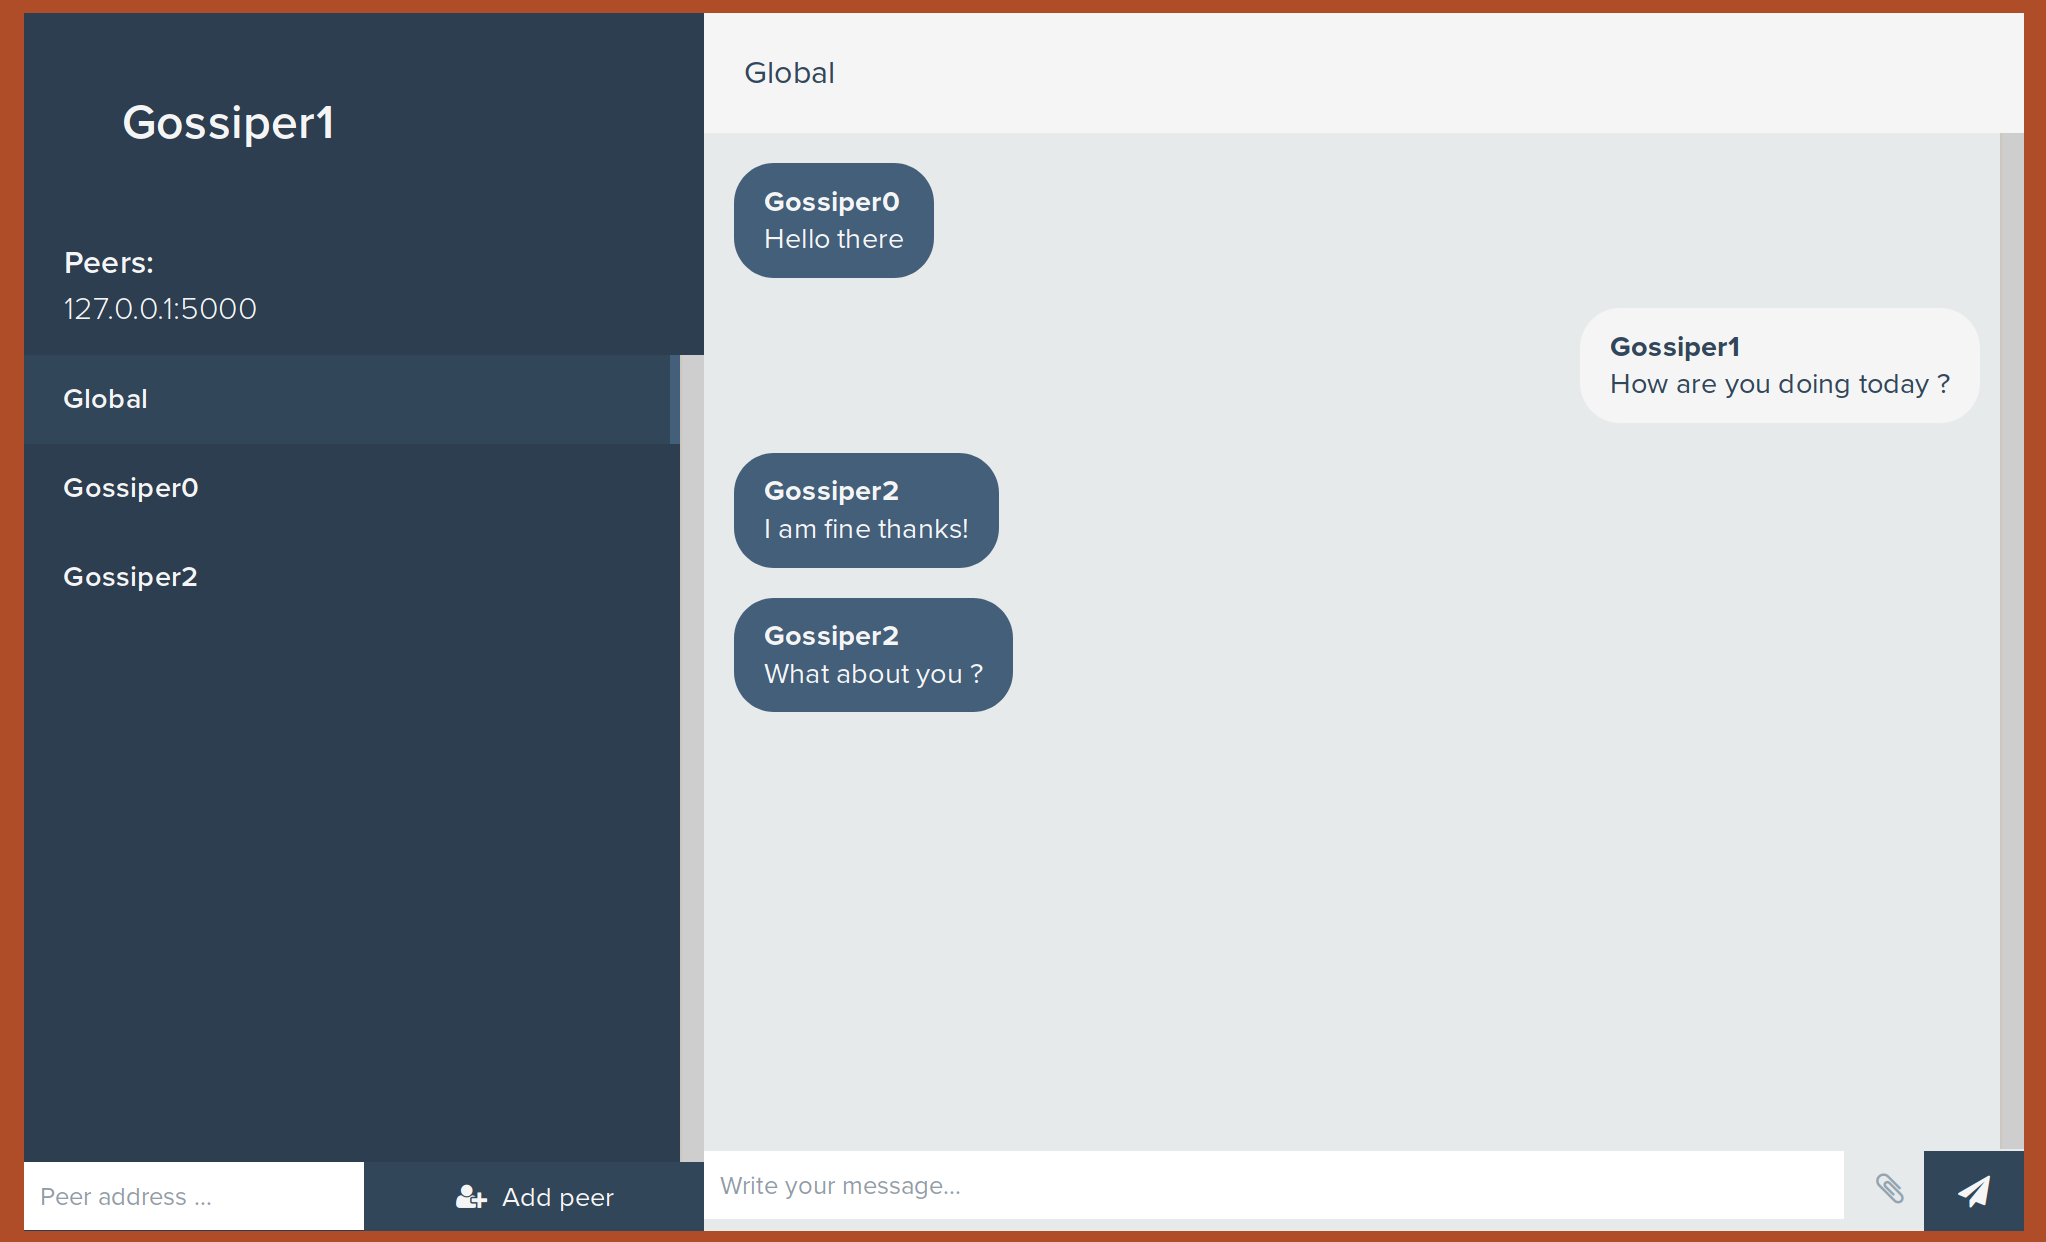 Gossiper1
Peers:
127.0.0.1:5000
Global
Gossiper0
Gossiper2
Peer address ...
Add peer
Global
Gossiper0
Hello there
Gossiper1
How are you doing today ?
Gossiper2
I am fine thanks!
Gossiper2
What about you ?
Write your message...